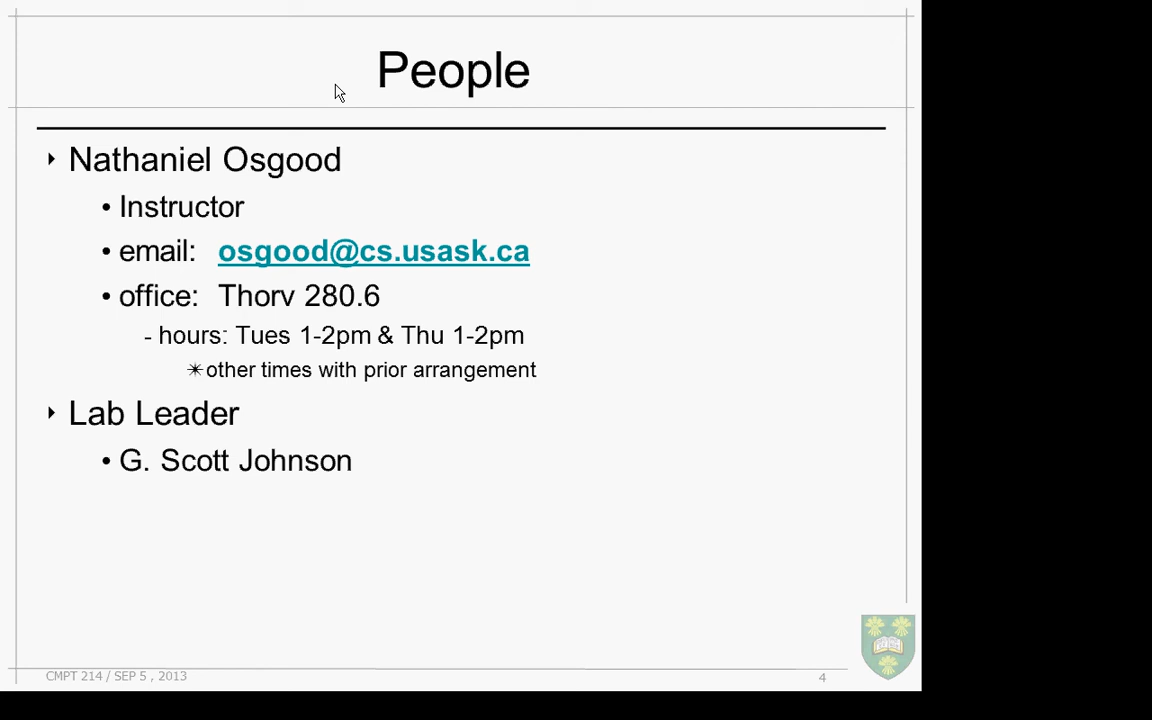 People
‣ Nathaniel Osgood
• Instructor
• email: osgood@cs.usask.ca
• office: Thorv 280.6
- hours: Tues 1-2pm & Thu 1-2pm
✴ other times with prior arrangement
‣ Lab Leader
• G. Scott Johnson
CMPT 214 / SEP 5 , 2013
4